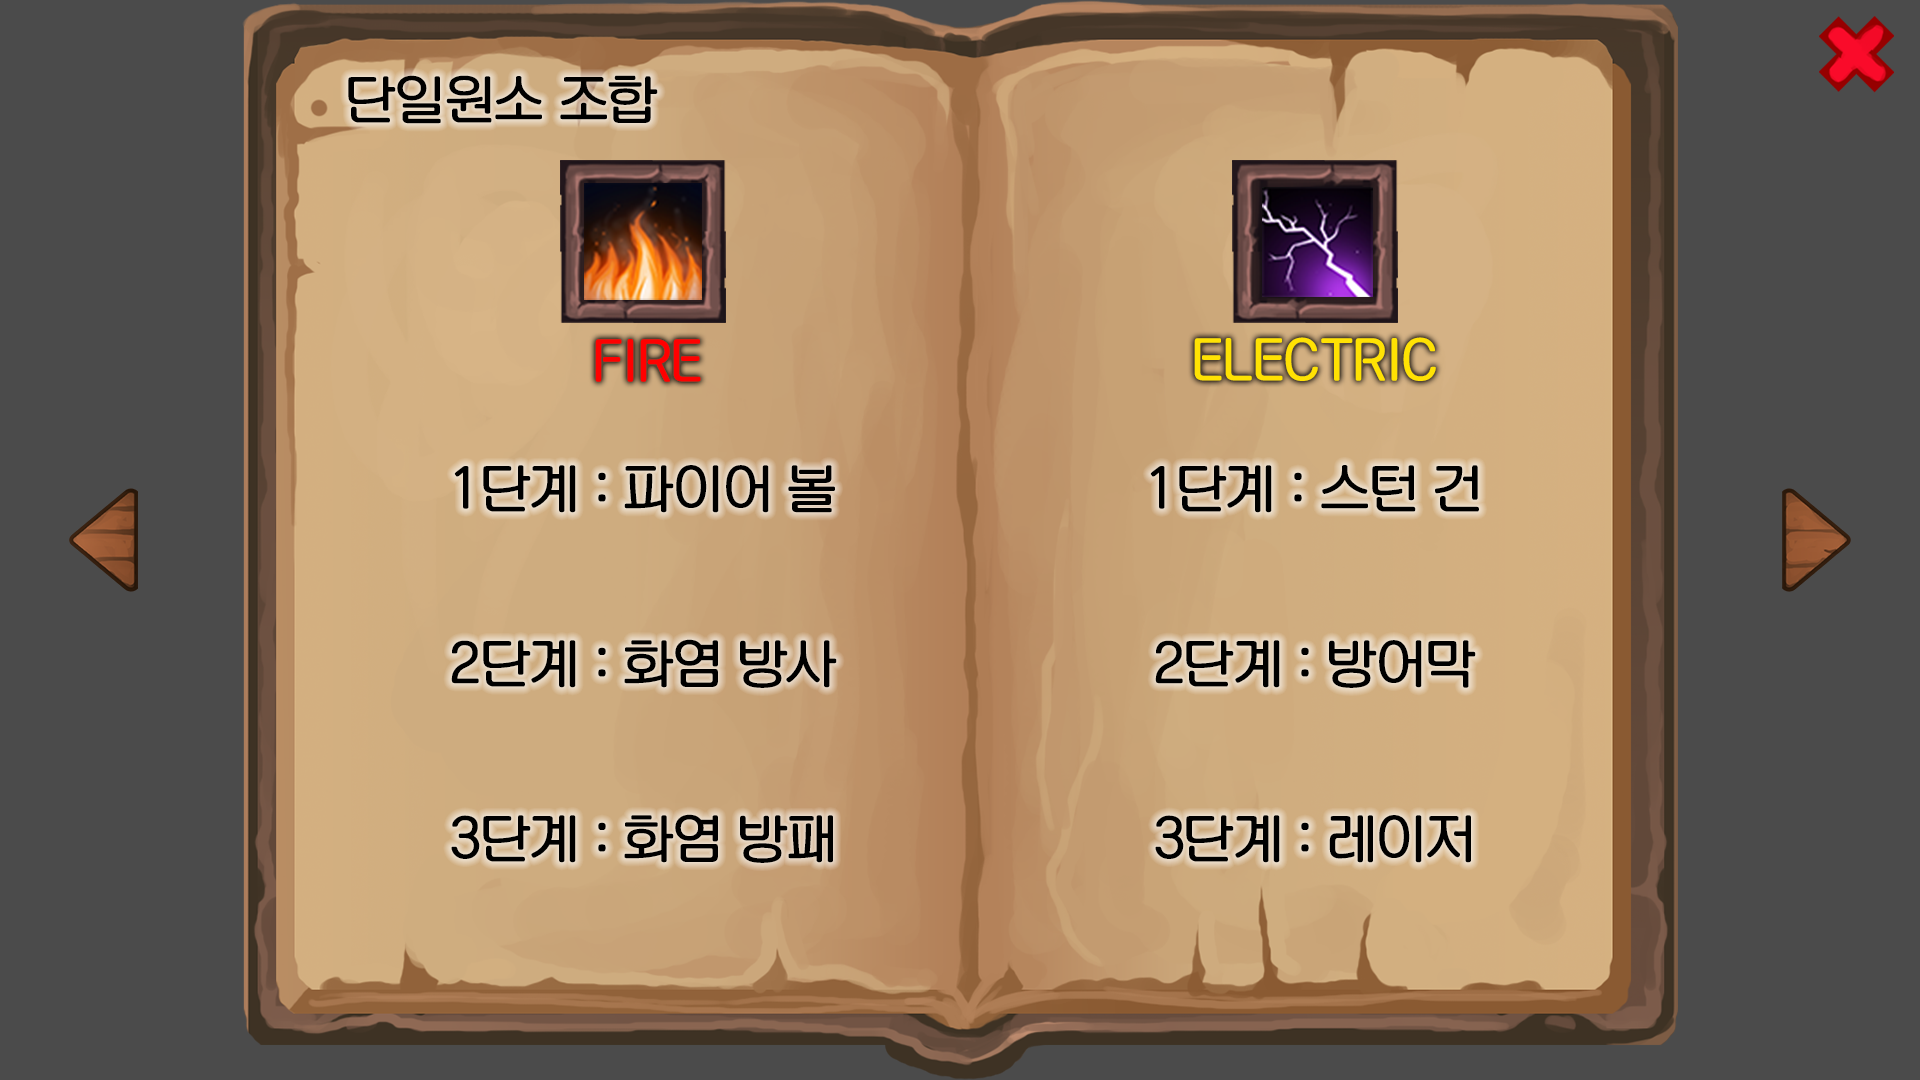 단일원소 조합
FIRE
1단계 : 파이어 볼
2단계 : 화염 방사
3단계 : 화염 방패
ELECTRIC
1단계 : 스턴 건
2단계 : 방어막
3단계 : 레이저